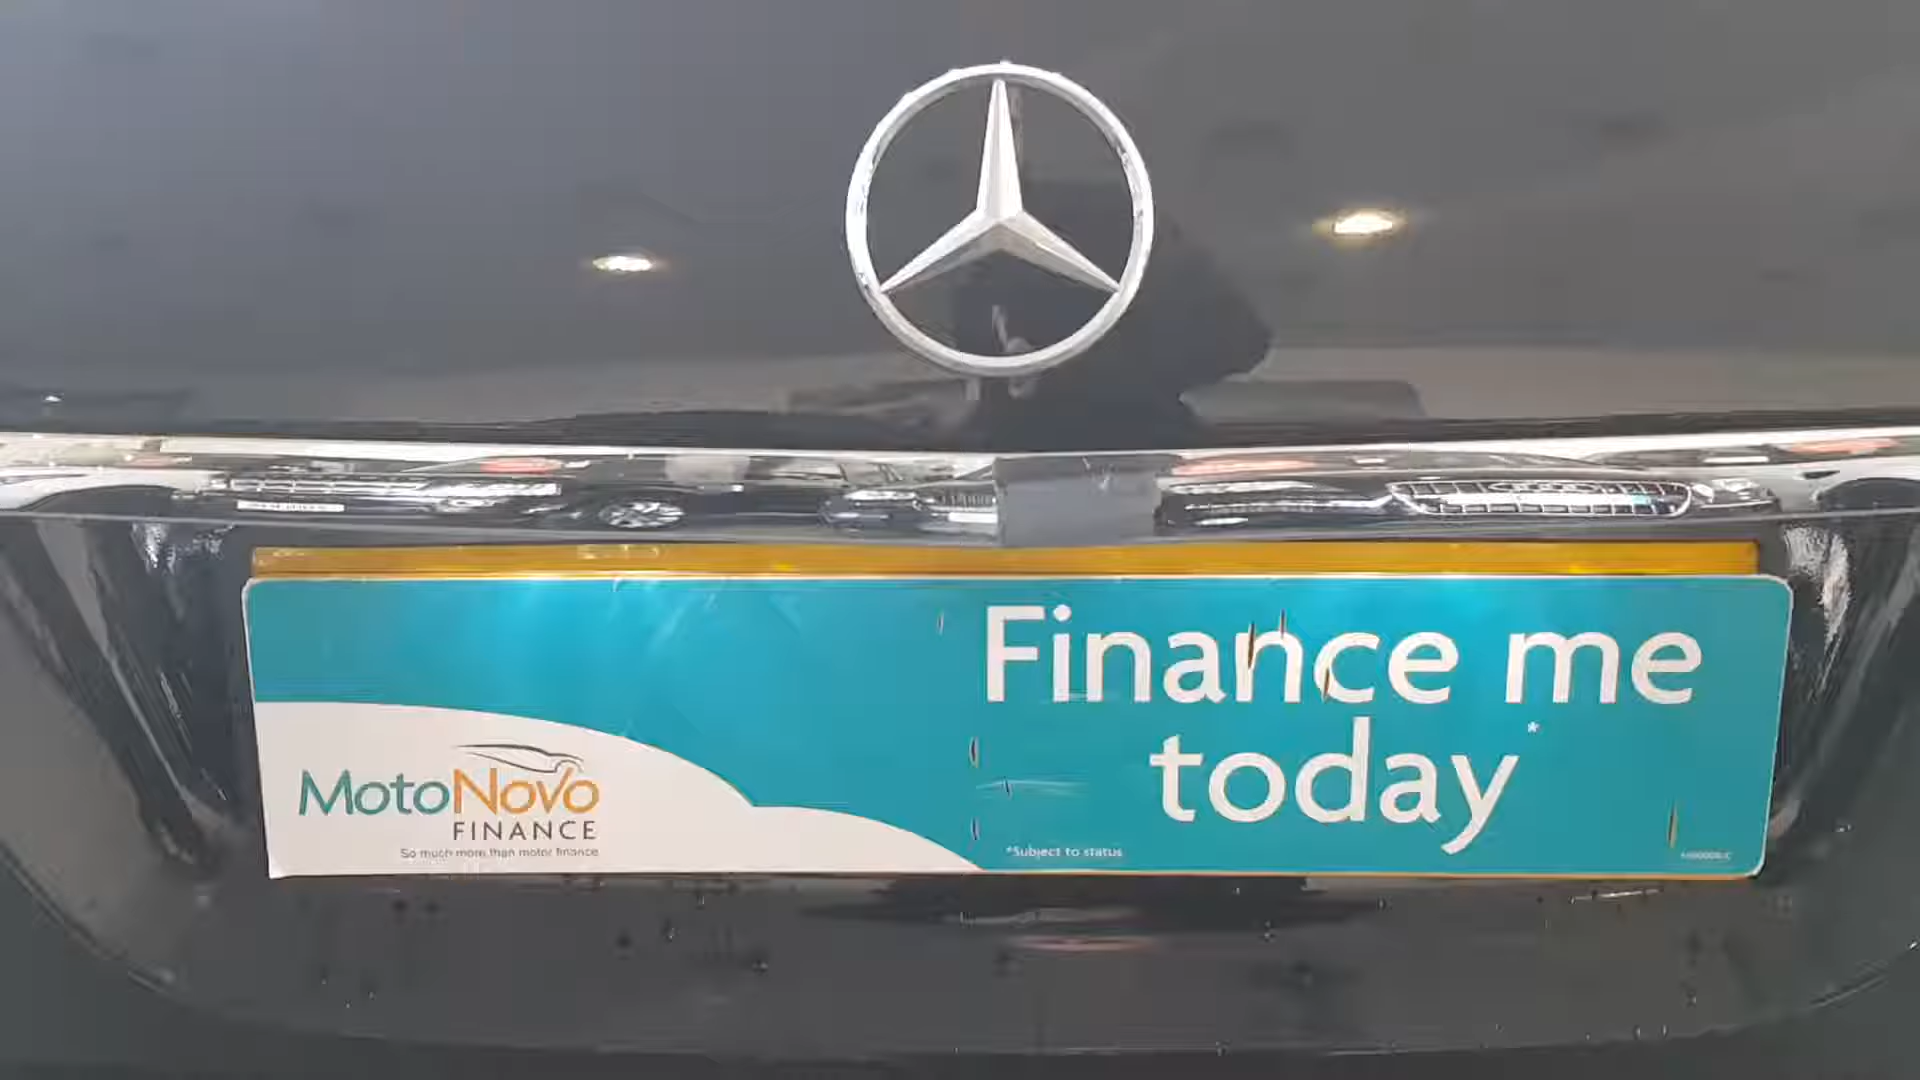 Finance me
today*
MotoNovo
FINANCE
So much more than motor finance
*Subject to status